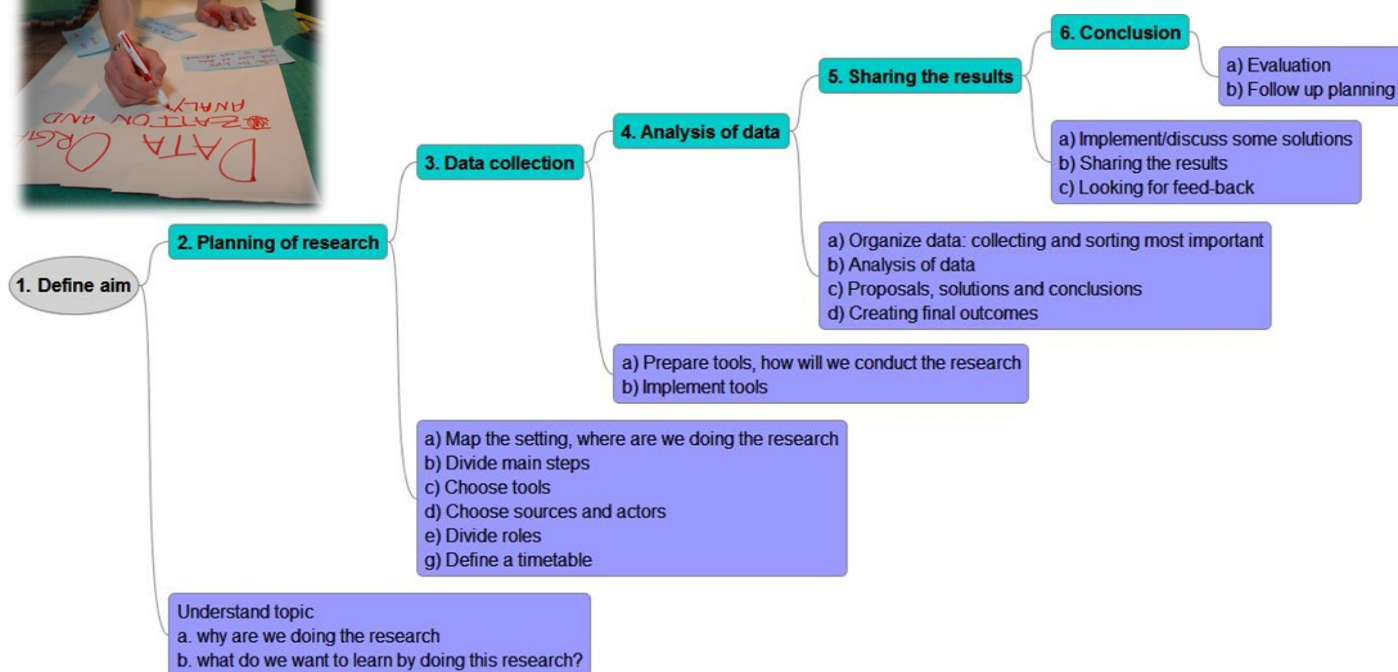 DATA ORGANI
ZATION AND
ANALY
1. Define aim
Understand topic
a. why are we doing the research
b. what do we want to learn by doing this research?
2. Planning of research
a) Map the setting, where are we doing the research
b) Divide main steps
c) Choose tools
d) Choose sources and actors
e) Divide roles
g) Define a timetable
3. Data collection
a) Prepare tools, how will we conduct the research
b) Implement tools
4. Analysis of data
a) Organize data: collecting and sorting most important
b) Analysis of data
c) Proposals, solutions and conclusions
d) Creating final outcomes
5. Sharing the results
a) Implement/discuss some solutions
b) Sharing the results
c) Looking for feed-back
6. Conclusion
a) Evaluation
b) Follow up planning